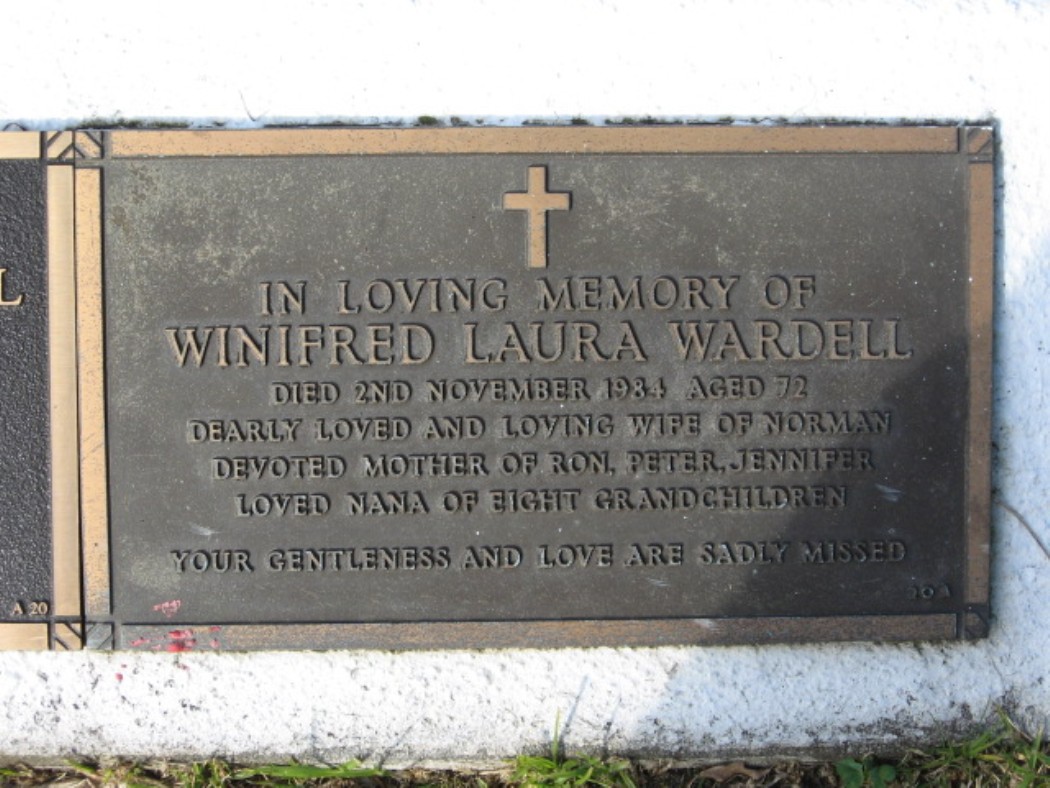 IN LOVING MEMORY OF
WINIFRED LAURA WARDELL
DIED 2ND NOVEMBER 1984 AGED 72
DEARLY LOVED AND LOVING WIFE OF NORMAN
DEVOTED MOTHER OF RON, PETER, JENNIFER
LOVED NANA OF EIGHT GRANDCHILDREN
YOUR GENTLENESS AND LOVE ARE SADLY MISSED
L
A 20